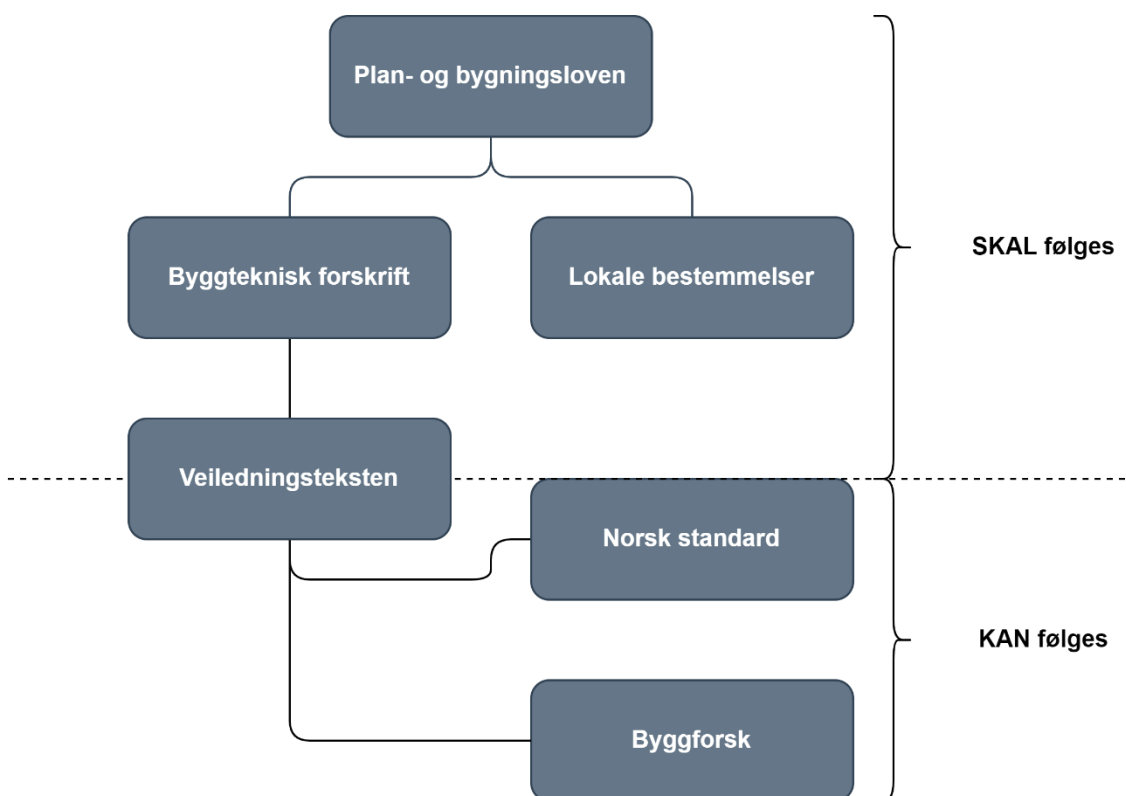 Plan- og bygningsloven
Byggteknisk forskrift
Lokale bestemmelser
SKAL følges
Veiledningsteksten
Norsk standard
KAN følges
Byggforsk